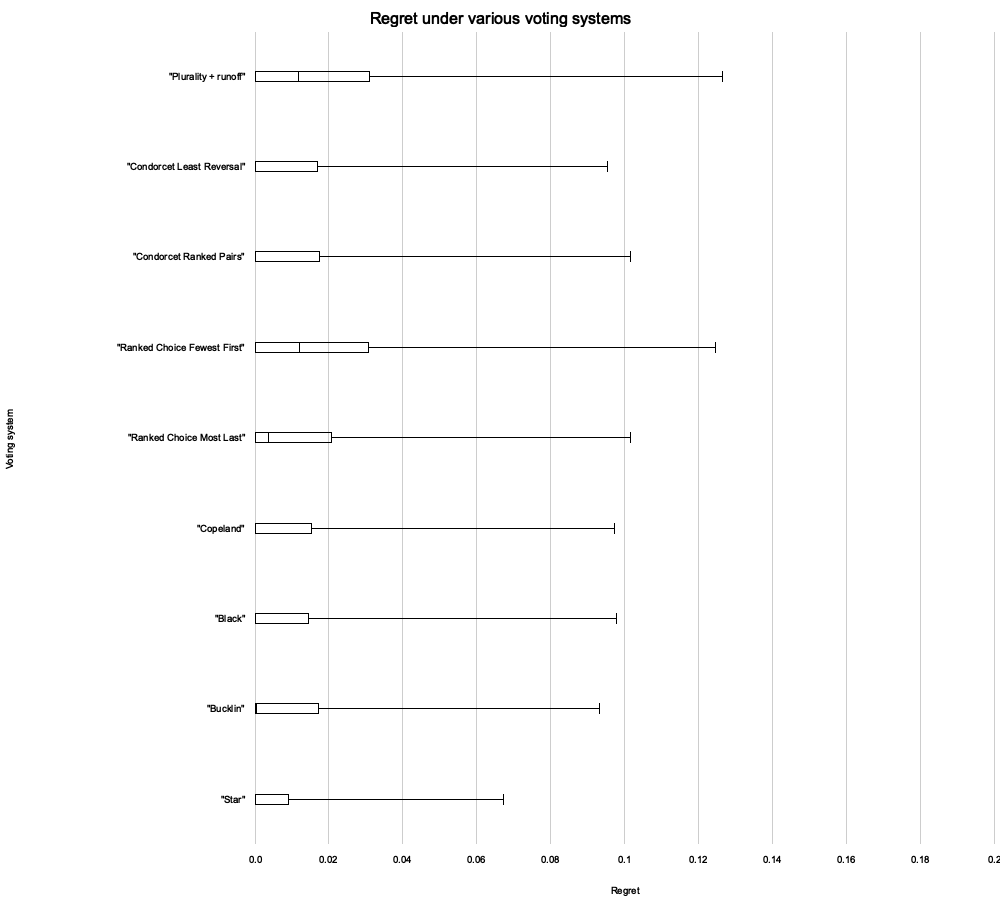 Regret under various voting systems
"Plurality + runoff"
"Condorcet Least Reversal"
"Condorcet Ranked Pairs"
"Ranked Choice Fewest First"
"Ranked Choice Most Last"
"Copeland"
"Black"
"Bucklin"
"Star"
Voting system
0.0 0.02 0.04 0.06 0.08 0.1 0.12 0.14 0.16 0.18 0.2
Regret